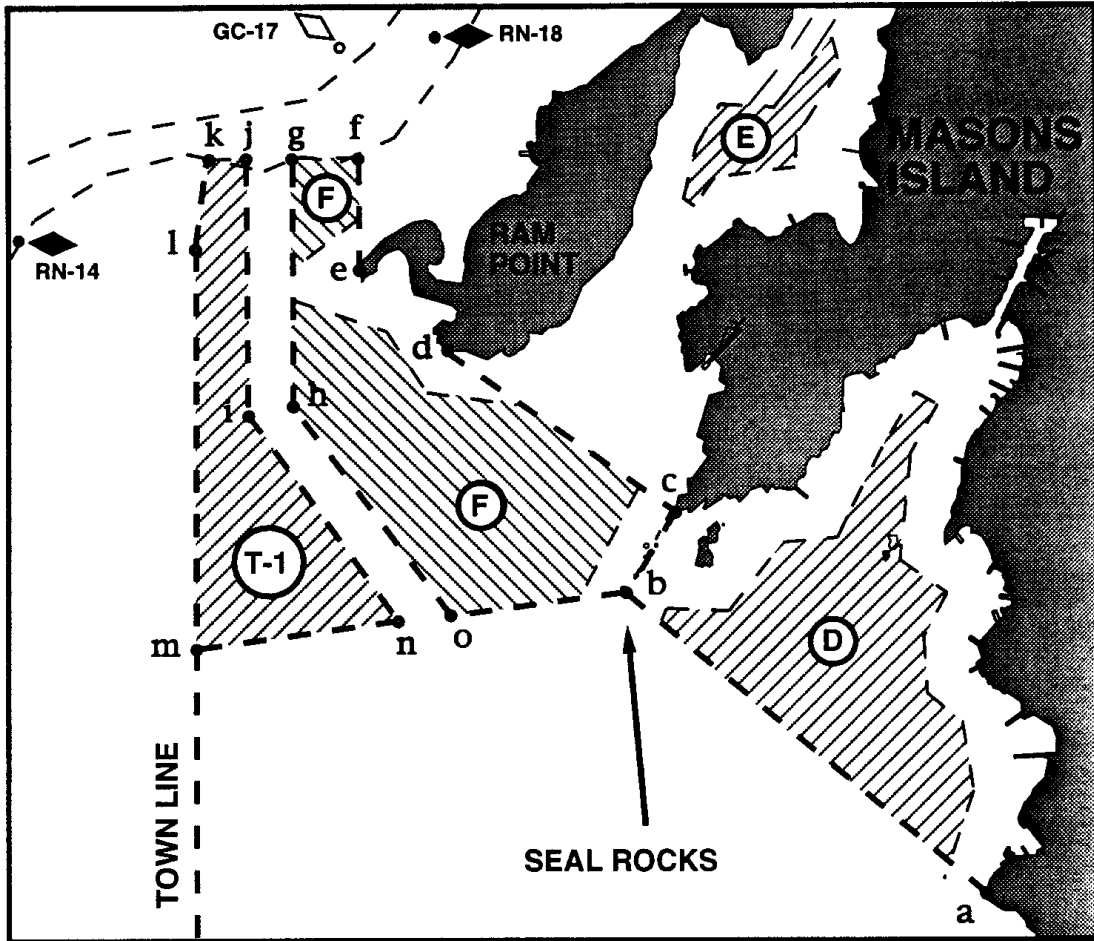 GC-17
RN-18
k
j
g
f
E
MASONS
ISLAND
F
l
RN-14
e
RAM
POINT
d
i
h
c
F
T-1
b
D
m
n
o
TOWN LINE
SEAL ROCKS
a